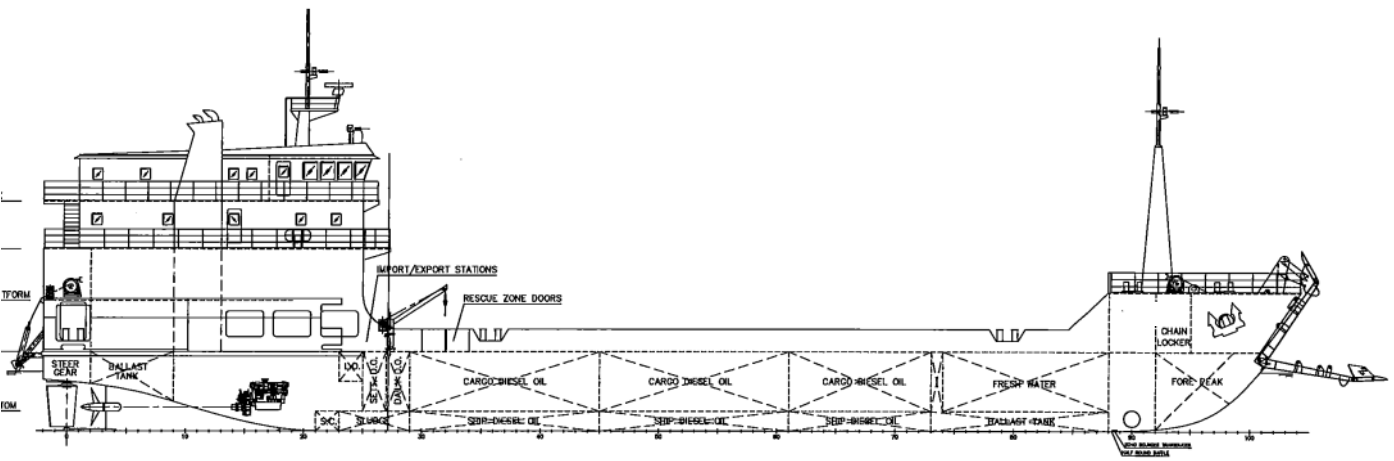 IMPORT/EXPORT STATIONS
TFORM
RESCUE ZONE DOORS
CHAIN
LOCKER
STEER
GEAR
BALLAST
TANK
CARGO DIESEL OIL
CARGO DIESEL OIL
CARGO DIESEL OIL
FRESH WATER
FORE PEAK
TOM
S.C.
SLUDGE
SHIP DIESEL OIL
SHIP DIESEL OIL
SHIP DIESEL OIL
BALLAST TANK
10
20
30
40
50
60
70
80
90
100